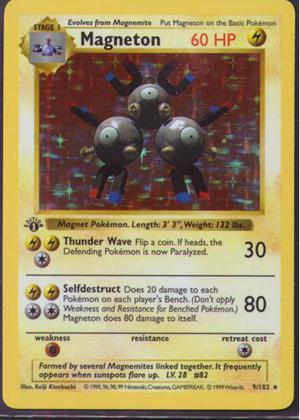 STAGE 1
Evolves from Magnemite
Put Magneton on the Basic Pokémon
Magneton 60 HP
EDITION
1
Magnet Pokémon. Length: 3' 3", Weight: 132 lbs.
Thunder Wave Flip a coin. If heads, the
Defending Pokémon is now Paralyzed.
30
Selfdestruct Does 20 damage to each
Pokémon on each player's Bench. (Don't apply
Weakness and Resistance for Benched Pokémon.)
Magneton does 80 damage to itself.
80
weakness resistance retreat cost
Formed by several Magnemites linked together. It frequently
appears when sunspots flare up. LV. 28 #82
Illus. Keiji Kinebuchi © 1995, 96, 98, 99 Nintendo, Creatures, GAMEFREAK. © 1999 Wizards. 9/102 ★